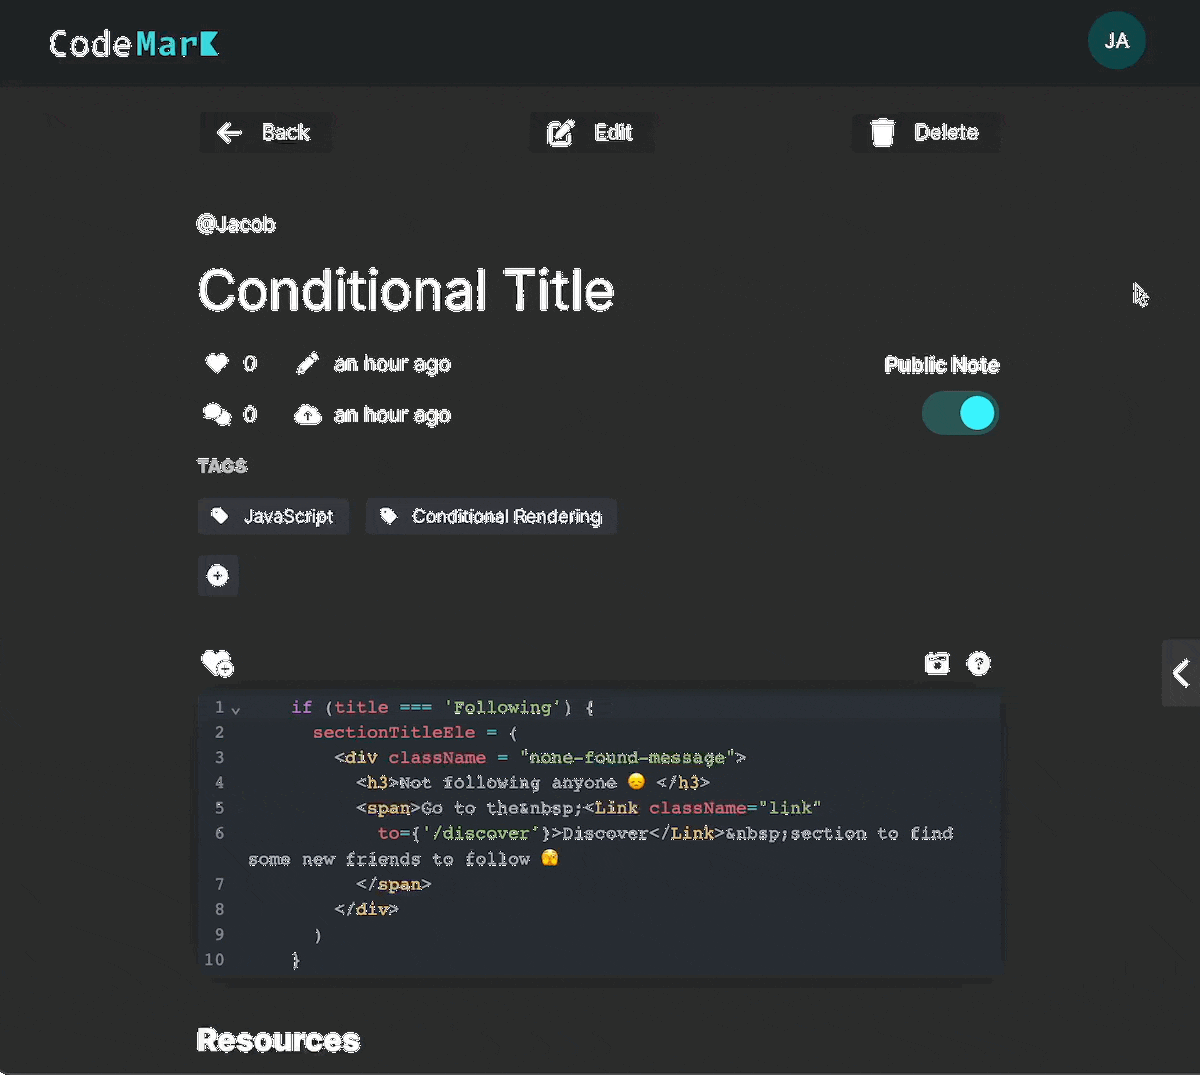 CodeMark
JA
Back
Edit
Delete
@Jacob
Conditional Title
0
an hour ago
Public Note
0
an hour ago
TAGS
JavaScript
Conditional Rendering
1 if (title === 'Following') {
2 sectionTitleEle = (
3 <div className = "none-found-message">
4 <h3>Not following anyone 😞 </h3>
5 <span>Go to the&nbsp;<Link className="link"
6 to={'/discover'}>Discover</Link>&nbsp;section to find
some new friends to follow 🫣
7 </span>
8 </div>
9 )
10 }
Resources